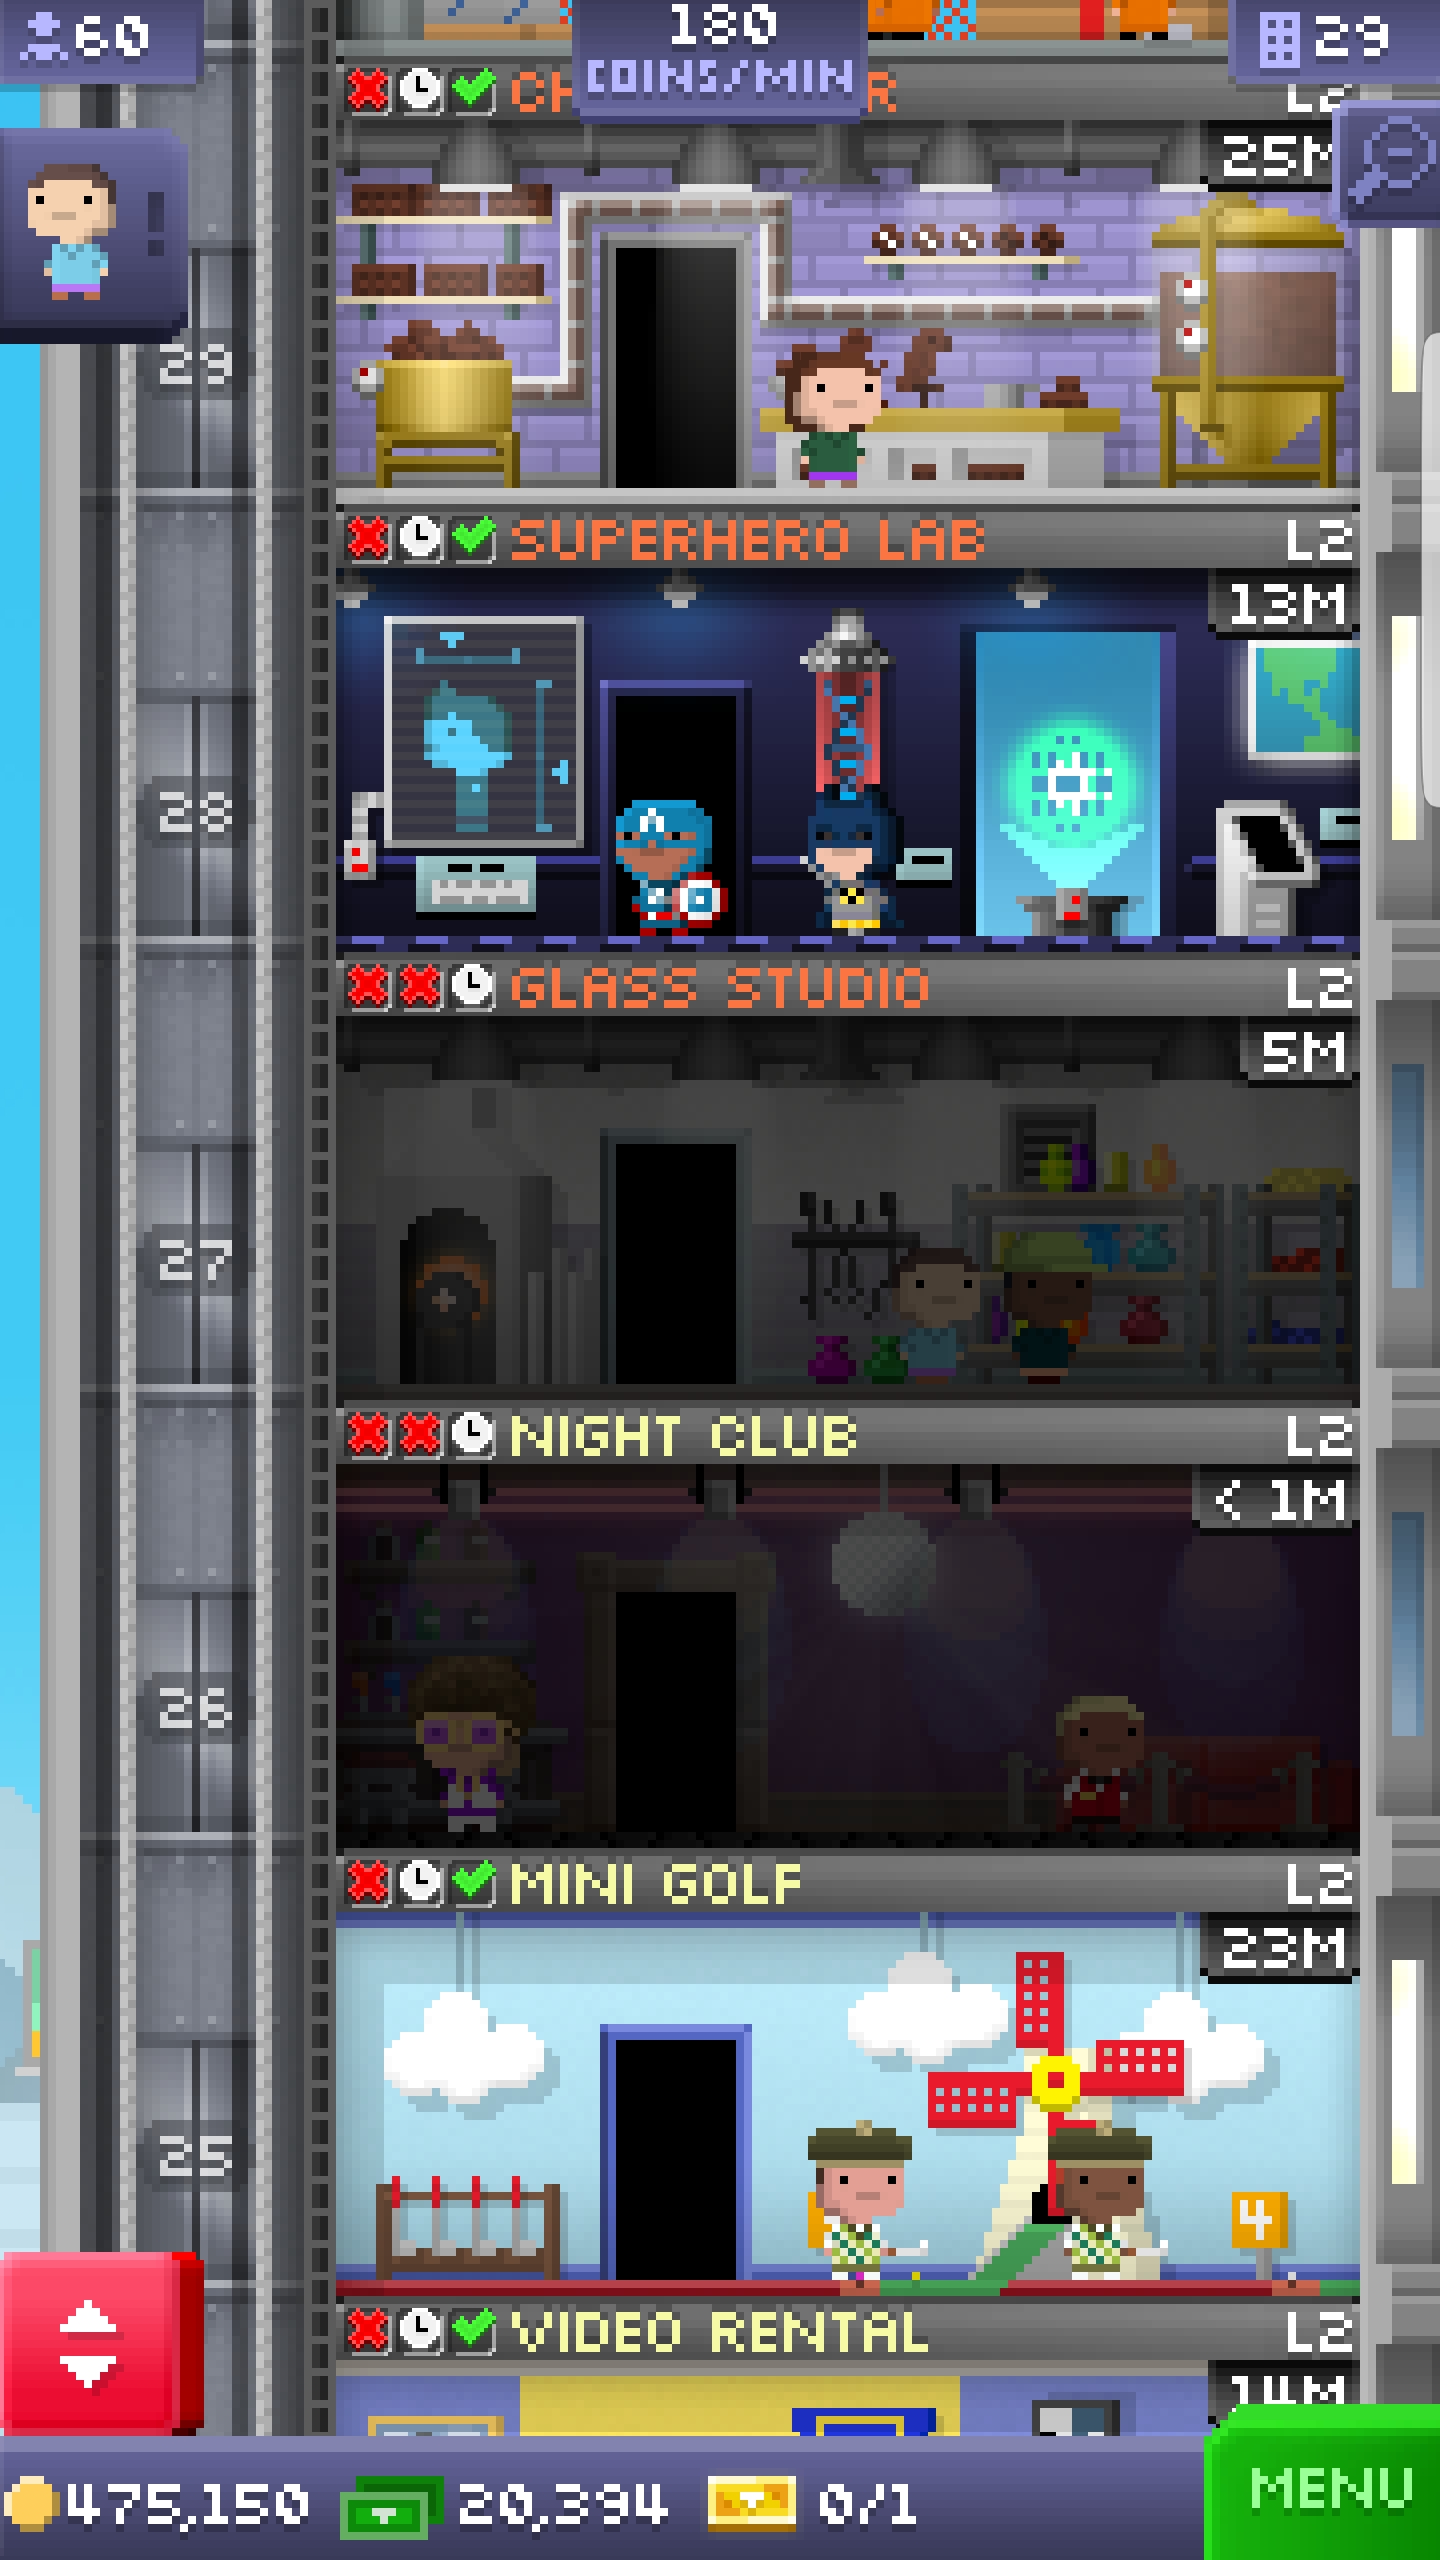 60
180
COINS/MIN
29
CH R L2
25M
29
SUPERHERO LAB L2
13M
28
GLASS STUDIO L2
5M
27
NIGHT CLUB L2
< 1M
26
MINI GOLF L2
23M
25
4
VIDEO RENTAL L2
14M
475,150 20,394 0/1
MENU